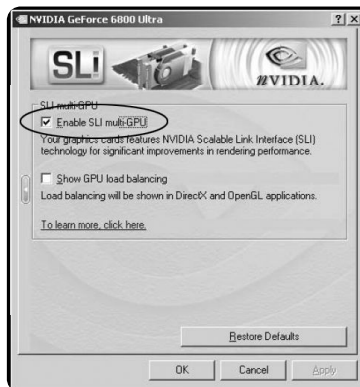 NVIDIA GeForce 6800 Ultra
SLi
nVIDIA.
SLI multi-GPU
Enable SLI multi-GPU
Your graphics cards features NVIDIA Scalable Link Interface (SLI)
technology for significant improvements in rendering performance.
Show GPU load balancing
Load balancing will be shown in DirectX and OpenGL applications.
To learn more, click here.
Restore Defaults
OK
Cancel
Apply